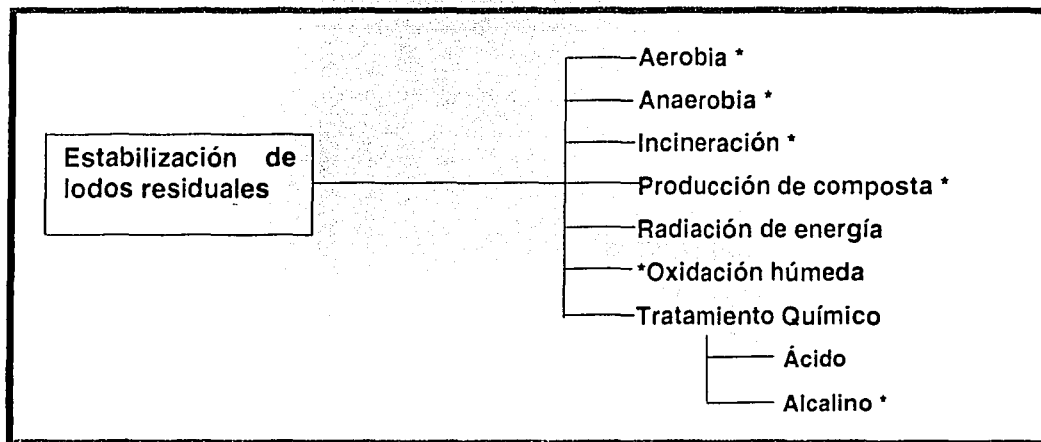 Estabilización de
lodos residuales
Aerobia *
Anaerobia *
Incineración *
Producción de composta *
Radiación de energía
*Oxidación húmeda
Tratamiento Químico
Ácido
Alcalino *